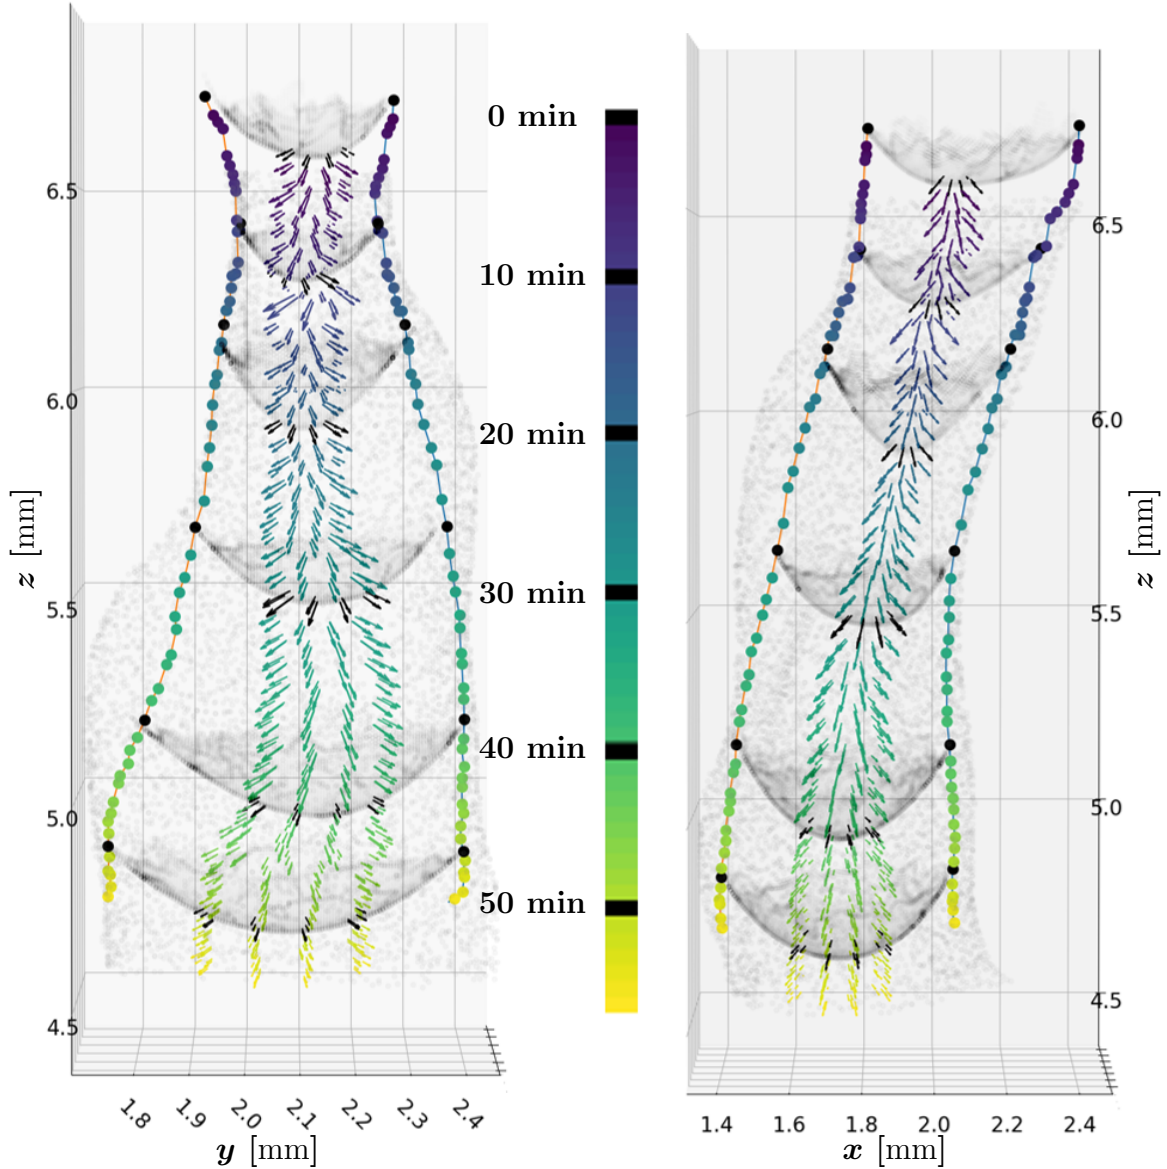 0 min
10 min
20 min
30 min
40 min
50 min
6.5
6.0
5.5
5.0
4.5
z [mm]
1.8 1.9 2.0 2.1 2.2 2.3 2.4
y [mm]
6.5
6.0
5.5
5.0
4.5
z [mm]
1.4 1.6 1.8 2.0 2.2 2.4
x [mm]